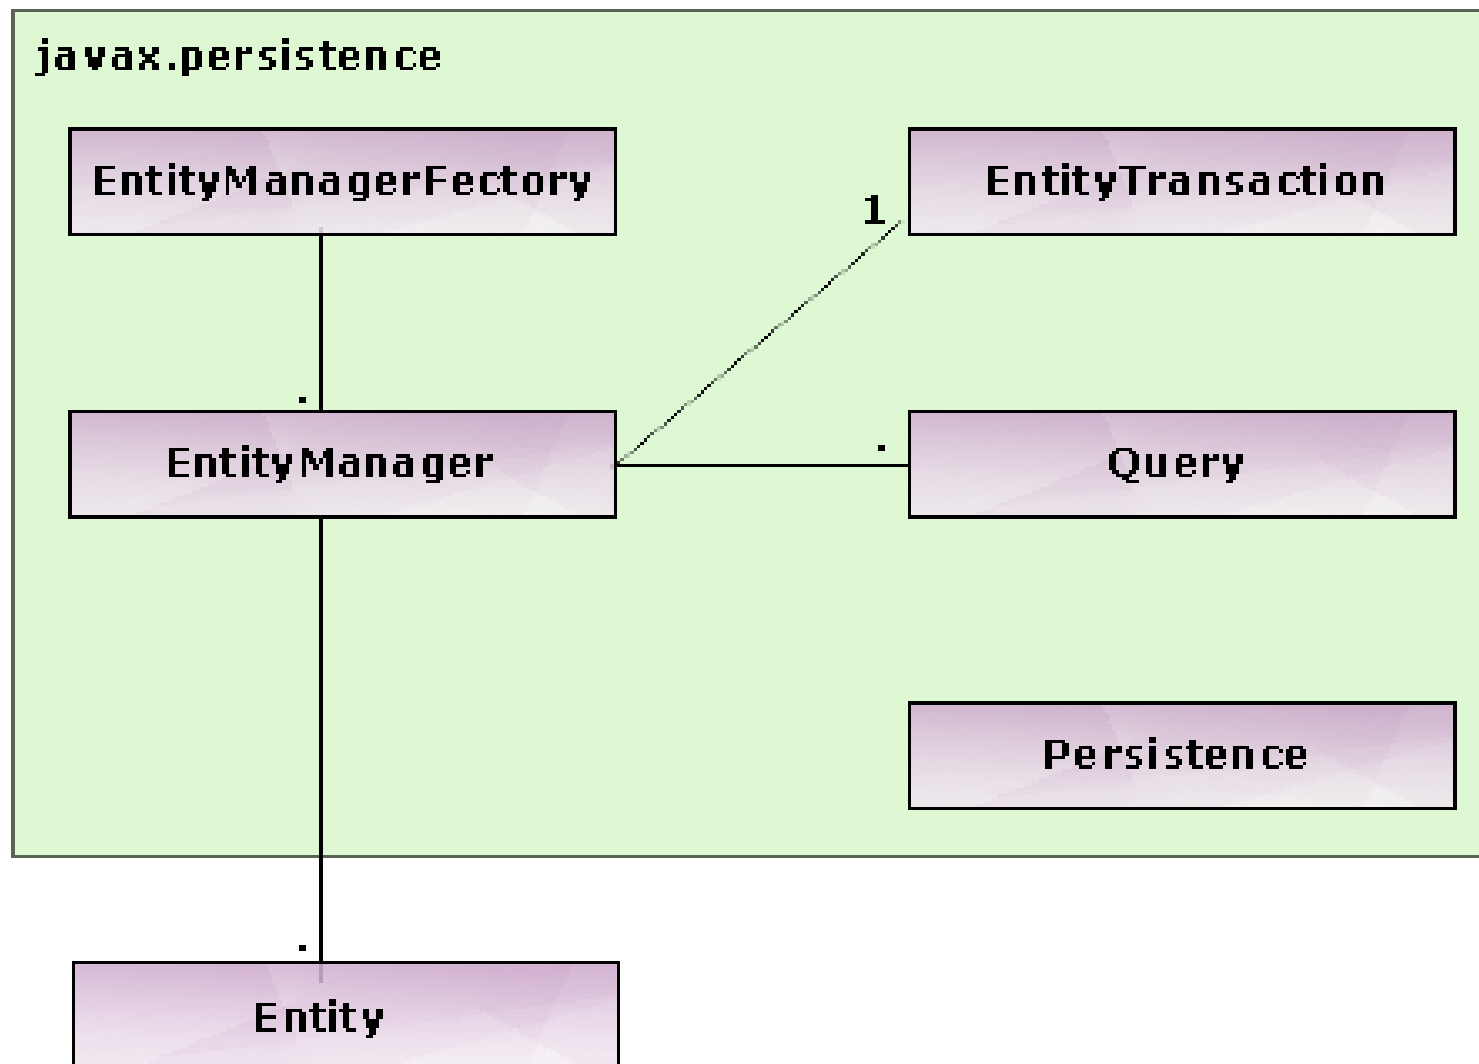 javax.persistence
EntityManagerFectory
EntityTransaction
1
.
EntityManager
.
Query
Persistence
.
Entity